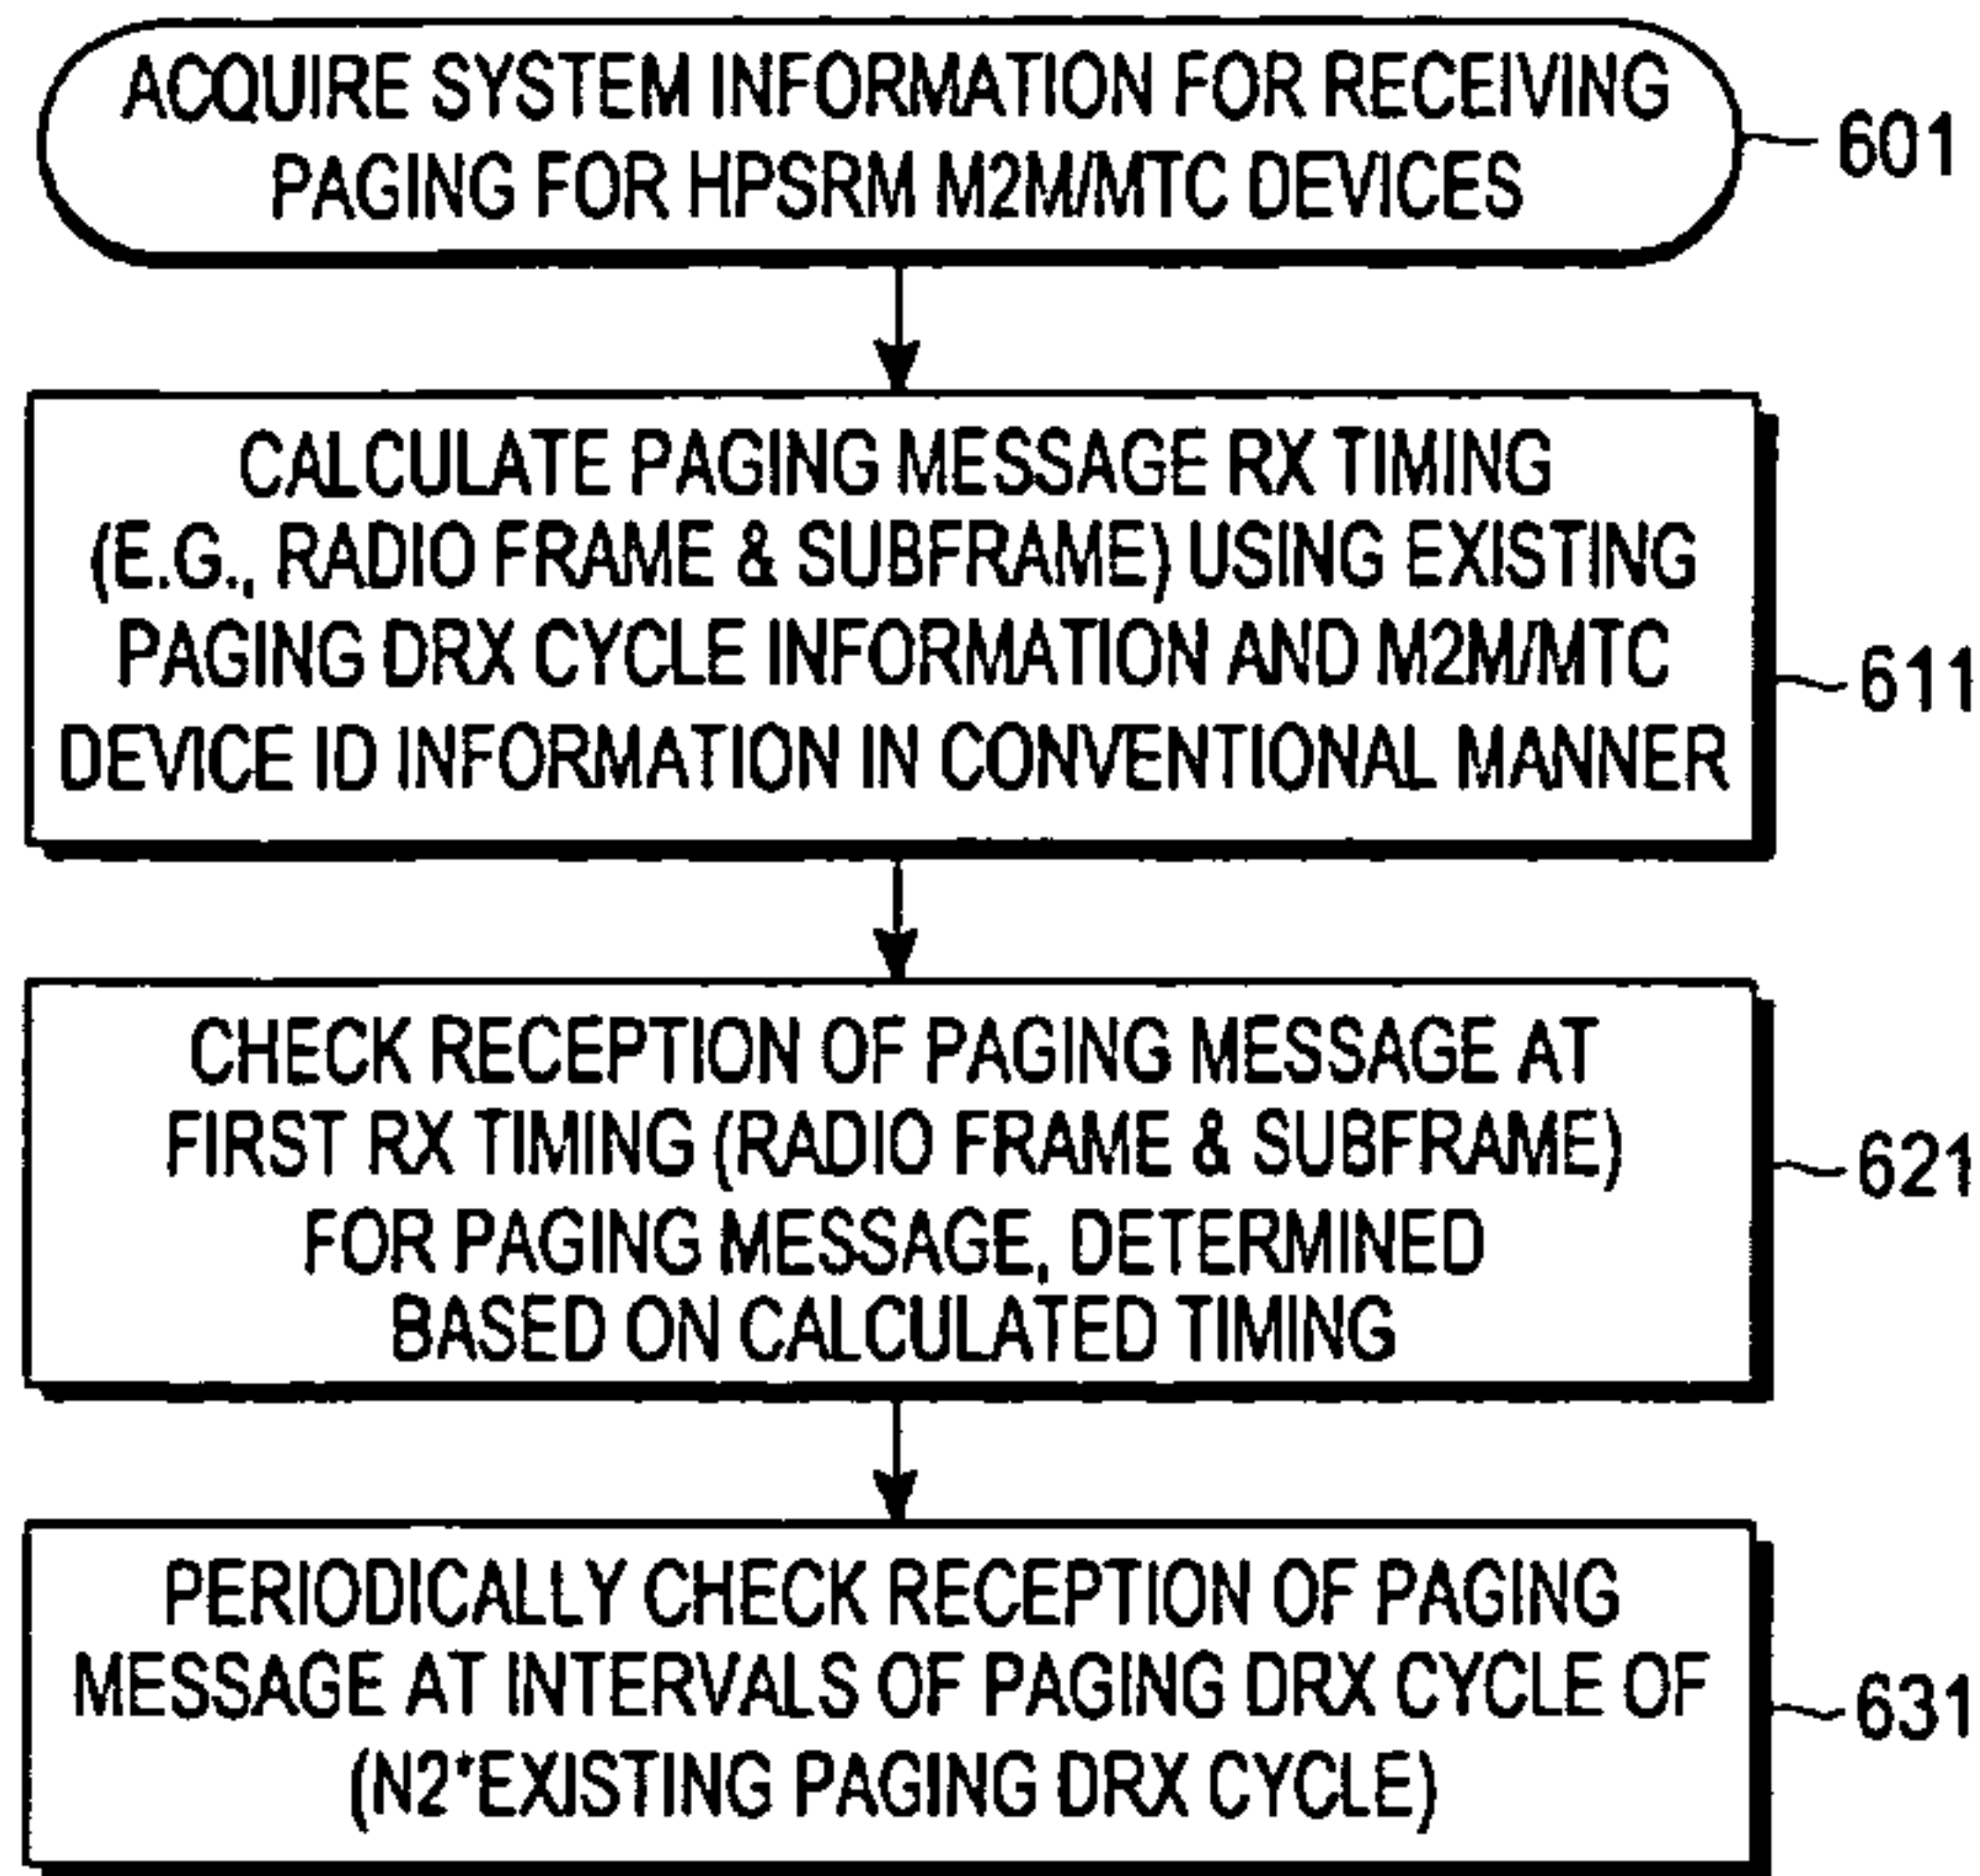 ACQUIRE SYSTEM INFORMATION FOR RECEIVING
PAGING FOR HPSRM M2M/MTC DEVICES
601
CALCULATE PAGING MESSAGE RX TIMING
(E.G., RADIO FRAME & SUBFRAME) USING EXISTING
PAGING DRX CYCLE INFORMATION AND M2M/MTC
DEVICE ID INFORMATION IN CONVENTIONAL MANNER
611
CHECK RECEPTION OF PAGING MESSAGE AT
FIRST RX TIMING (RADIO FRAME & SUBFRAME)
FOR PAGING MESSAGE, DETERMINED
BASED ON CALCULATED TIMING
621
PERIODICALLY CHECK RECEPTION OF PAGING
MESSAGE AT INTERVALS OF PAGING DRX CYCLE OF
(N2*EXISTING PAGING DRX CYCLE)
631